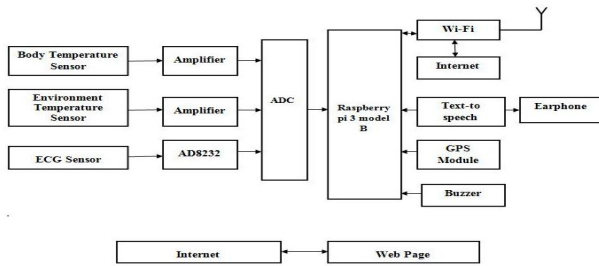 Body Temperature
Sensor
Amplifier
Environment
Temperature
Sensor
Amplifier
ECG Sensor
AD8232
ADC
Raspberry
pi 3 model
B
Wi-Fi
Internet
Text-to
speech
Earphone
GPS
Module
Buzzer
Internet
Web Page